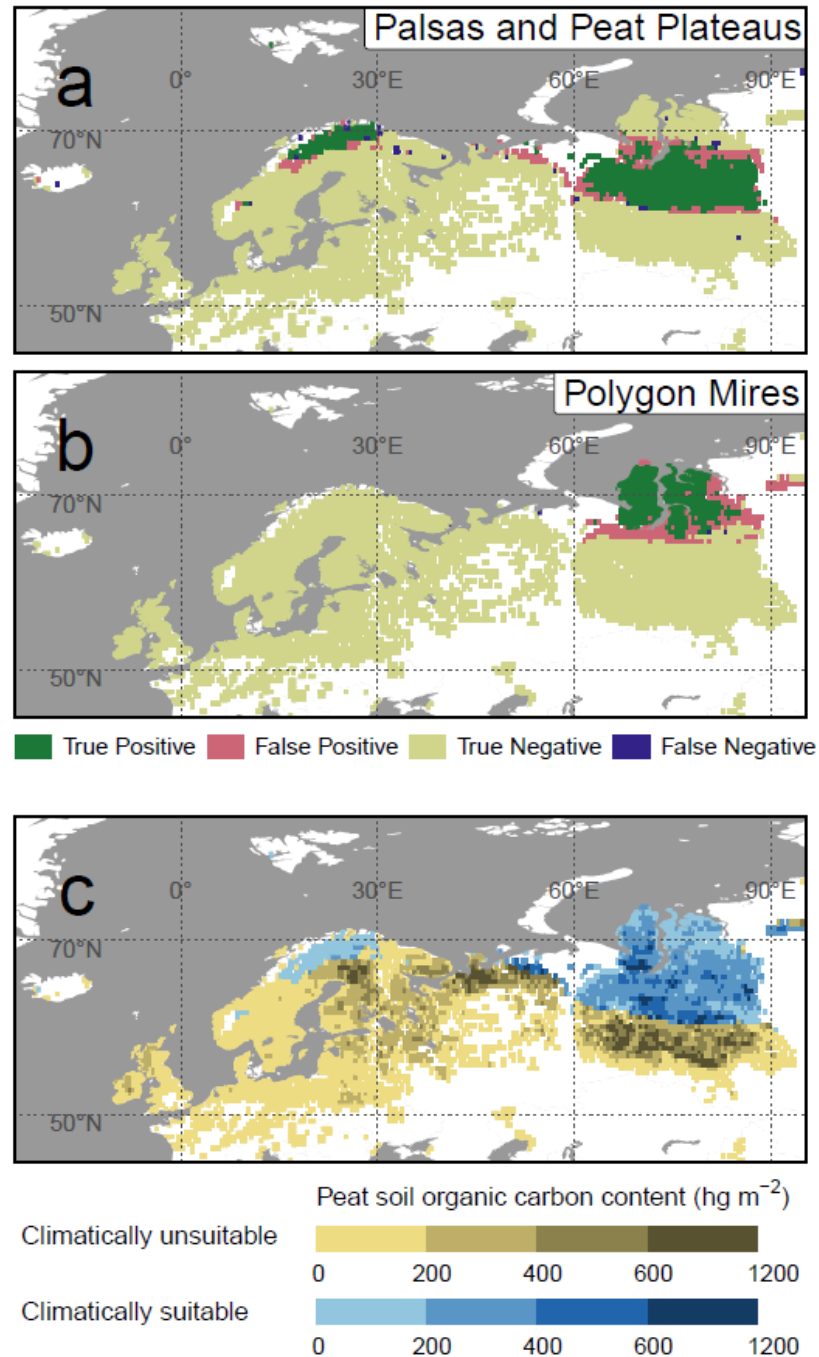 Palsas and Peat Plateaus
a
0° 30°E 60°E 90°E
70°N
50°N
Polygon Mires
b
0° 30°E 60°E 90°E
70°N
50°N
True Positive False Positive True Negative False Negative
c
0° 30°E 60°E 90°E
70°N
50°N
Peat soil organic carbon content (hg m⁻²)
Climatically unsuitable
0 200 400 600 1200
Climatically suitable
0 200 400 600 1200